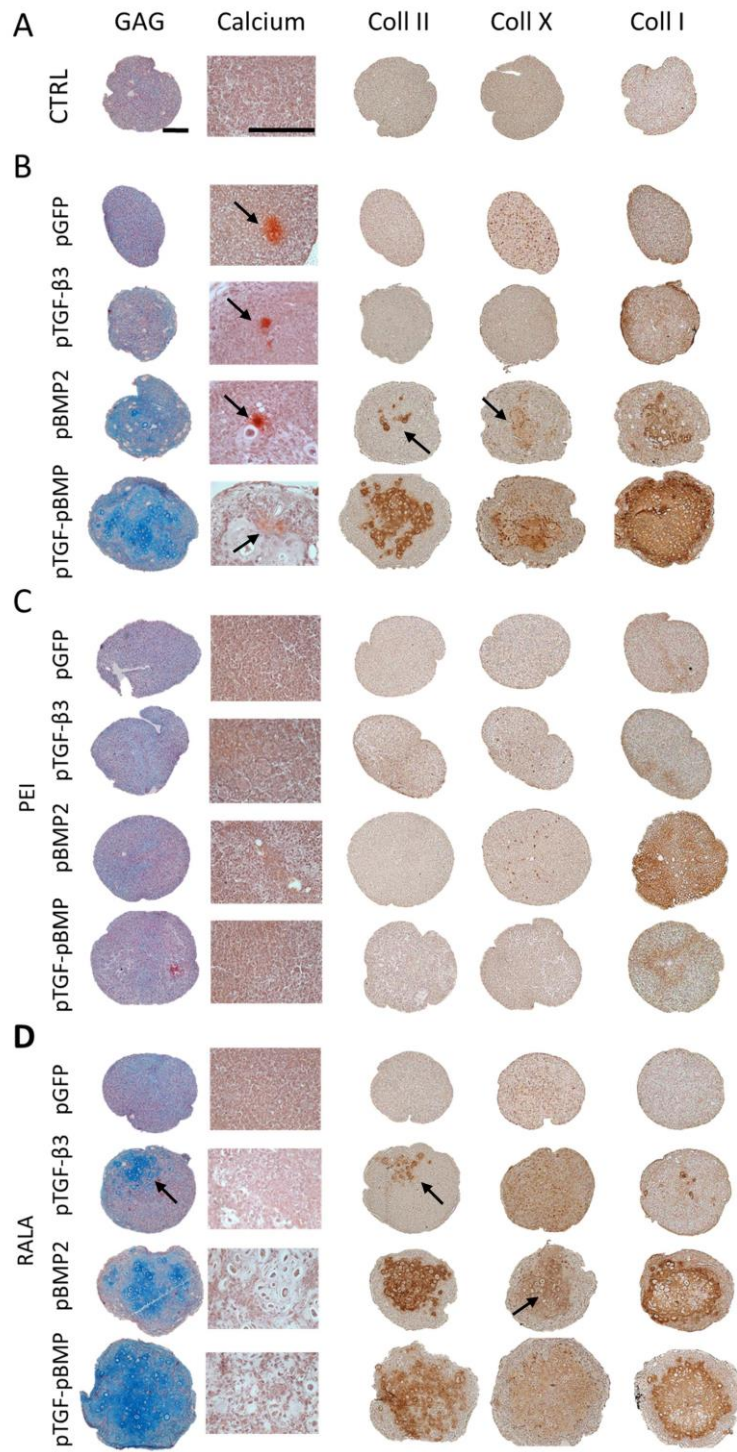 A GAG Calcium Coll II Coll X Coll I
CTRL
B
pGFP
pTGF-β3
pBMP2
pTGF-pBMP
C
PEI
pGFP
pTGF-β3
pBMP2
pTGF-pBMP
D
RALA
pGFP
pTGF-β3
pBMP2
pTGF-pBMP